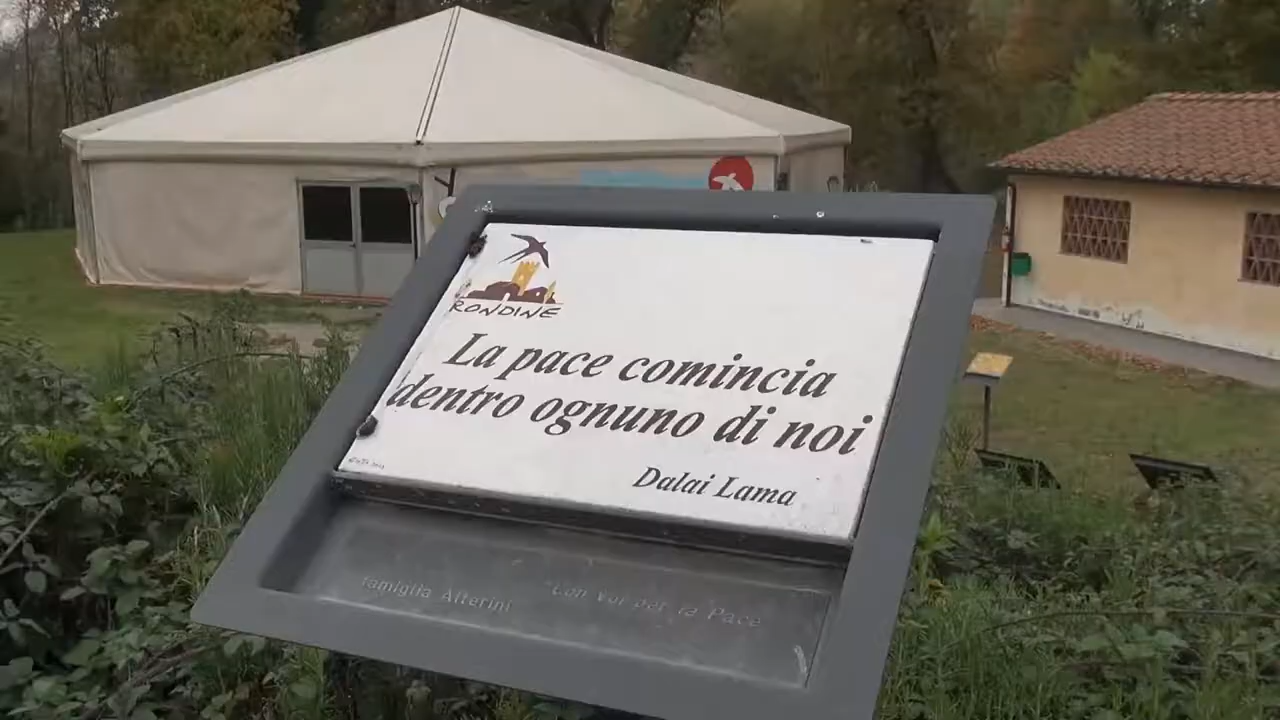 RONDINE
La pace comincia
dentro ognuno di noi
Dalai Lama
famiglia Alterini "Con Voi per la Pace